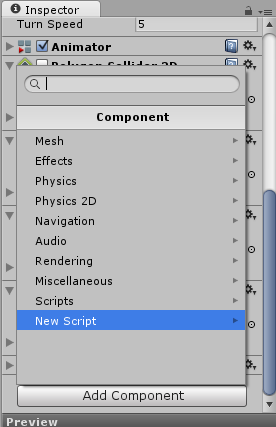 Inspector
Turn Speed 5
Animator
Polygon Collider 2D
Component
Mesh
Effects
Physics
Physics 2D
Navigation
Audio
Rendering
Miscellaneous
Scripts
New Script
Add Component
Preview